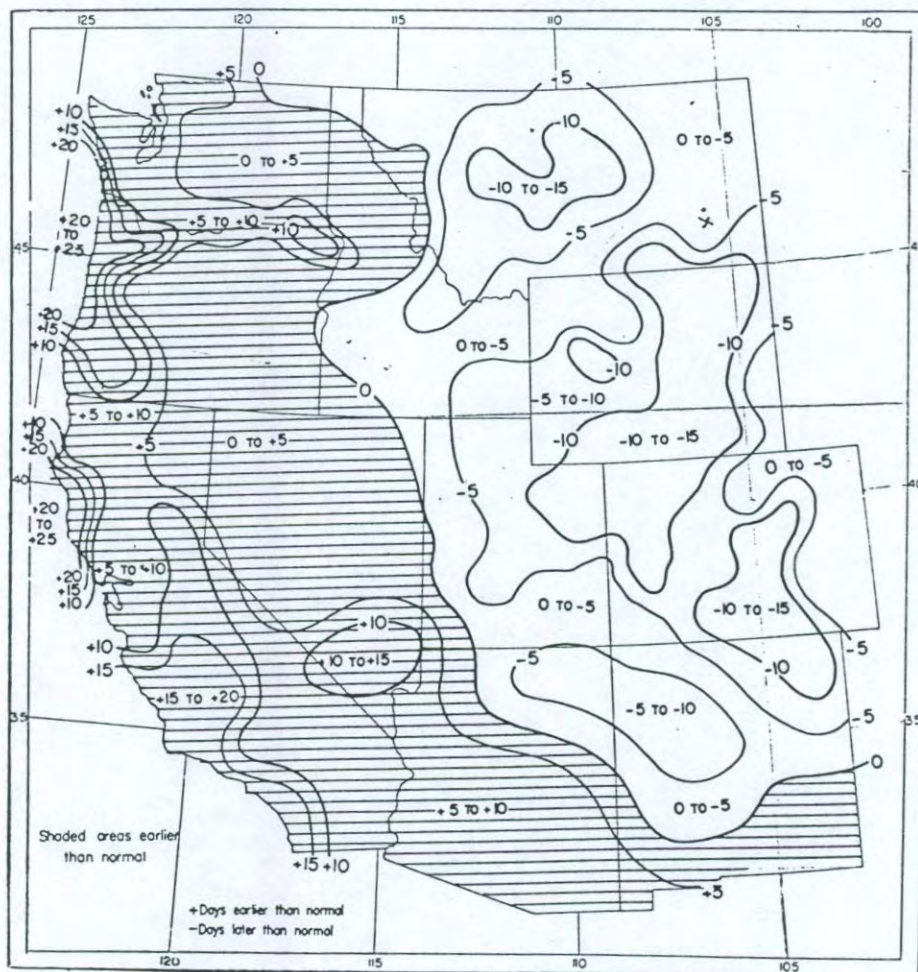 120 115 110 105 100
+5 0 -5
+10
+15
+20
-10 0 TO -5
0 TO +5 -10 TO -15
+20
TO
+25
+5 TO +10
+10
-5 -5
45 45
+20
+15
+10
0 TO -5 -5
-10
-10
0 -5 TO -10
+5 TO +10
+10
+15
+20
+5 0 TO +5 -10 -10 TO -15
40 -5 0 TO -5 40
+20
TO
+25
+5 TO +10
+20
+15
+10
0 TO -5 -10 TO -15
+10
+10
+15
+10 TO +15
-5 -10 -5
+15 TO +20 -5 TO -10
35 -5 35
0
0 TO -5
+5 TO +10
Shaded areas earlier
than normal
+15 +10 +5
+Days earlier than normal
-Days later than normal
120 115 110 105